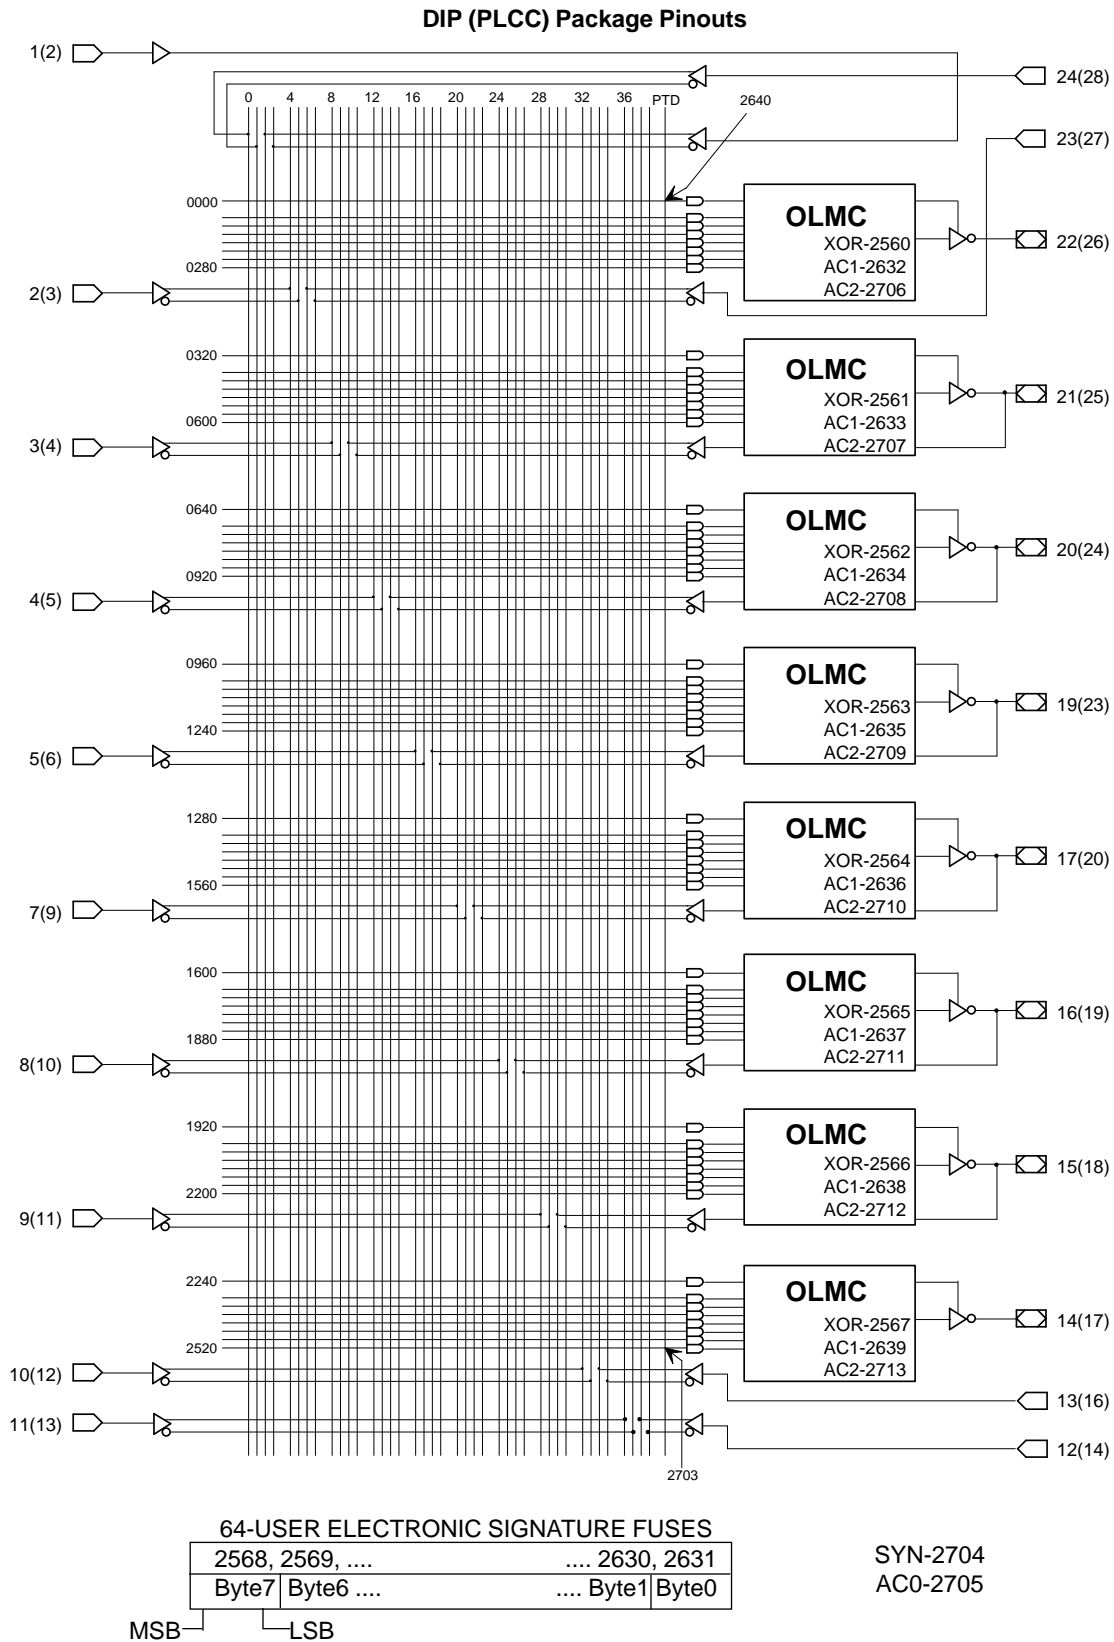 DIP (PLCC) Package Pinouts
1(2)
24(28)
0 4 8 12 16 20 24 28 32 36 PTD
2640
23(27)
0000
OLMC
XOR-2560
22(26)
0280
AC1-2632
2(3)
AC2-2706
0320
OLMC
XOR-2561
21(25)
0600
AC1-2633
3(4)
AC2-2707
0640
OLMC
XOR-2562
20(24)
0920
AC1-2634
4(5)
AC2-2708
0960
OLMC
XOR-2563
19(23)
1240
AC1-2635
5(6)
AC2-2709
1280
OLMC
XOR-2564
17(20)
1560
AC1-2636
7(9)
AC2-2710
1600
OLMC
XOR-2565
16(19)
1880
AC1-2637
8(10)
AC2-2711
1920
OLMC
XOR-2566
15(18)
2200
AC1-2638
9(11)
AC2-2712
2240
OLMC
XOR-2567
14(17)
2520
AC1-2639
10(12)
AC2-2713
13(16)
11(13)
12(14)
2703
64-USER ELECTRONIC SIGNATURE FUSES
2568, 2569, .... .... 2630, 2631
Byte7 Byte6 .... .... Byte1 Byte0
MSB LSB
SYN-2704
AC0-2705